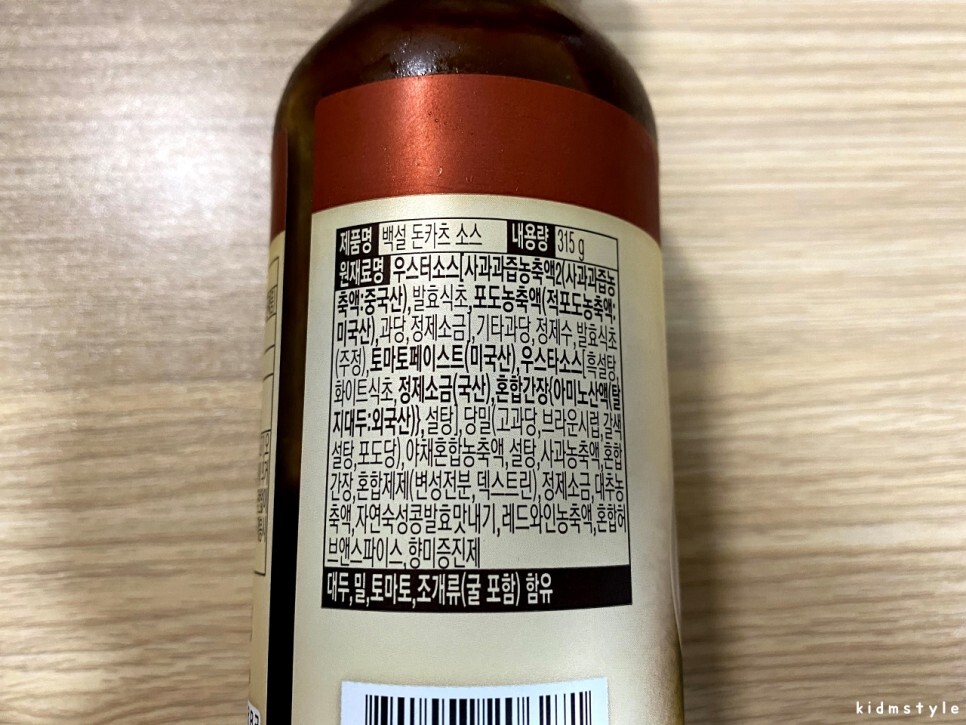 제품명 백설 돈카츠 소스 내용량 315 g
원재료명 우스터소스[사과과즙농축액2(사과과즙농
축액:중국산),발효식초,포도농축액(적포도농축액:
미국산),과당,정제소금],기타과당,정제수,발효식초
(주정),토마토페이스트(미국산),우스타소스[흑설탕,
화이트식초,정제소금(국산),혼합간장{아미노산액(탈
지대두:외국산)},설탕], 당밀(고과당,브라운시럽,갈색
설탕,포도당),야채혼합농축액, 설탕,사과농축액,혼합
간장,혼합제제(변성전분,덱스트린),정제소금,대추농
축액,자연숙성콩발효맛내기,레드와인농축액,혼합허
브앤스파이스,향미증진제
대두,밀,토마토,조개류(굴 포함) 함유
kidmstyle